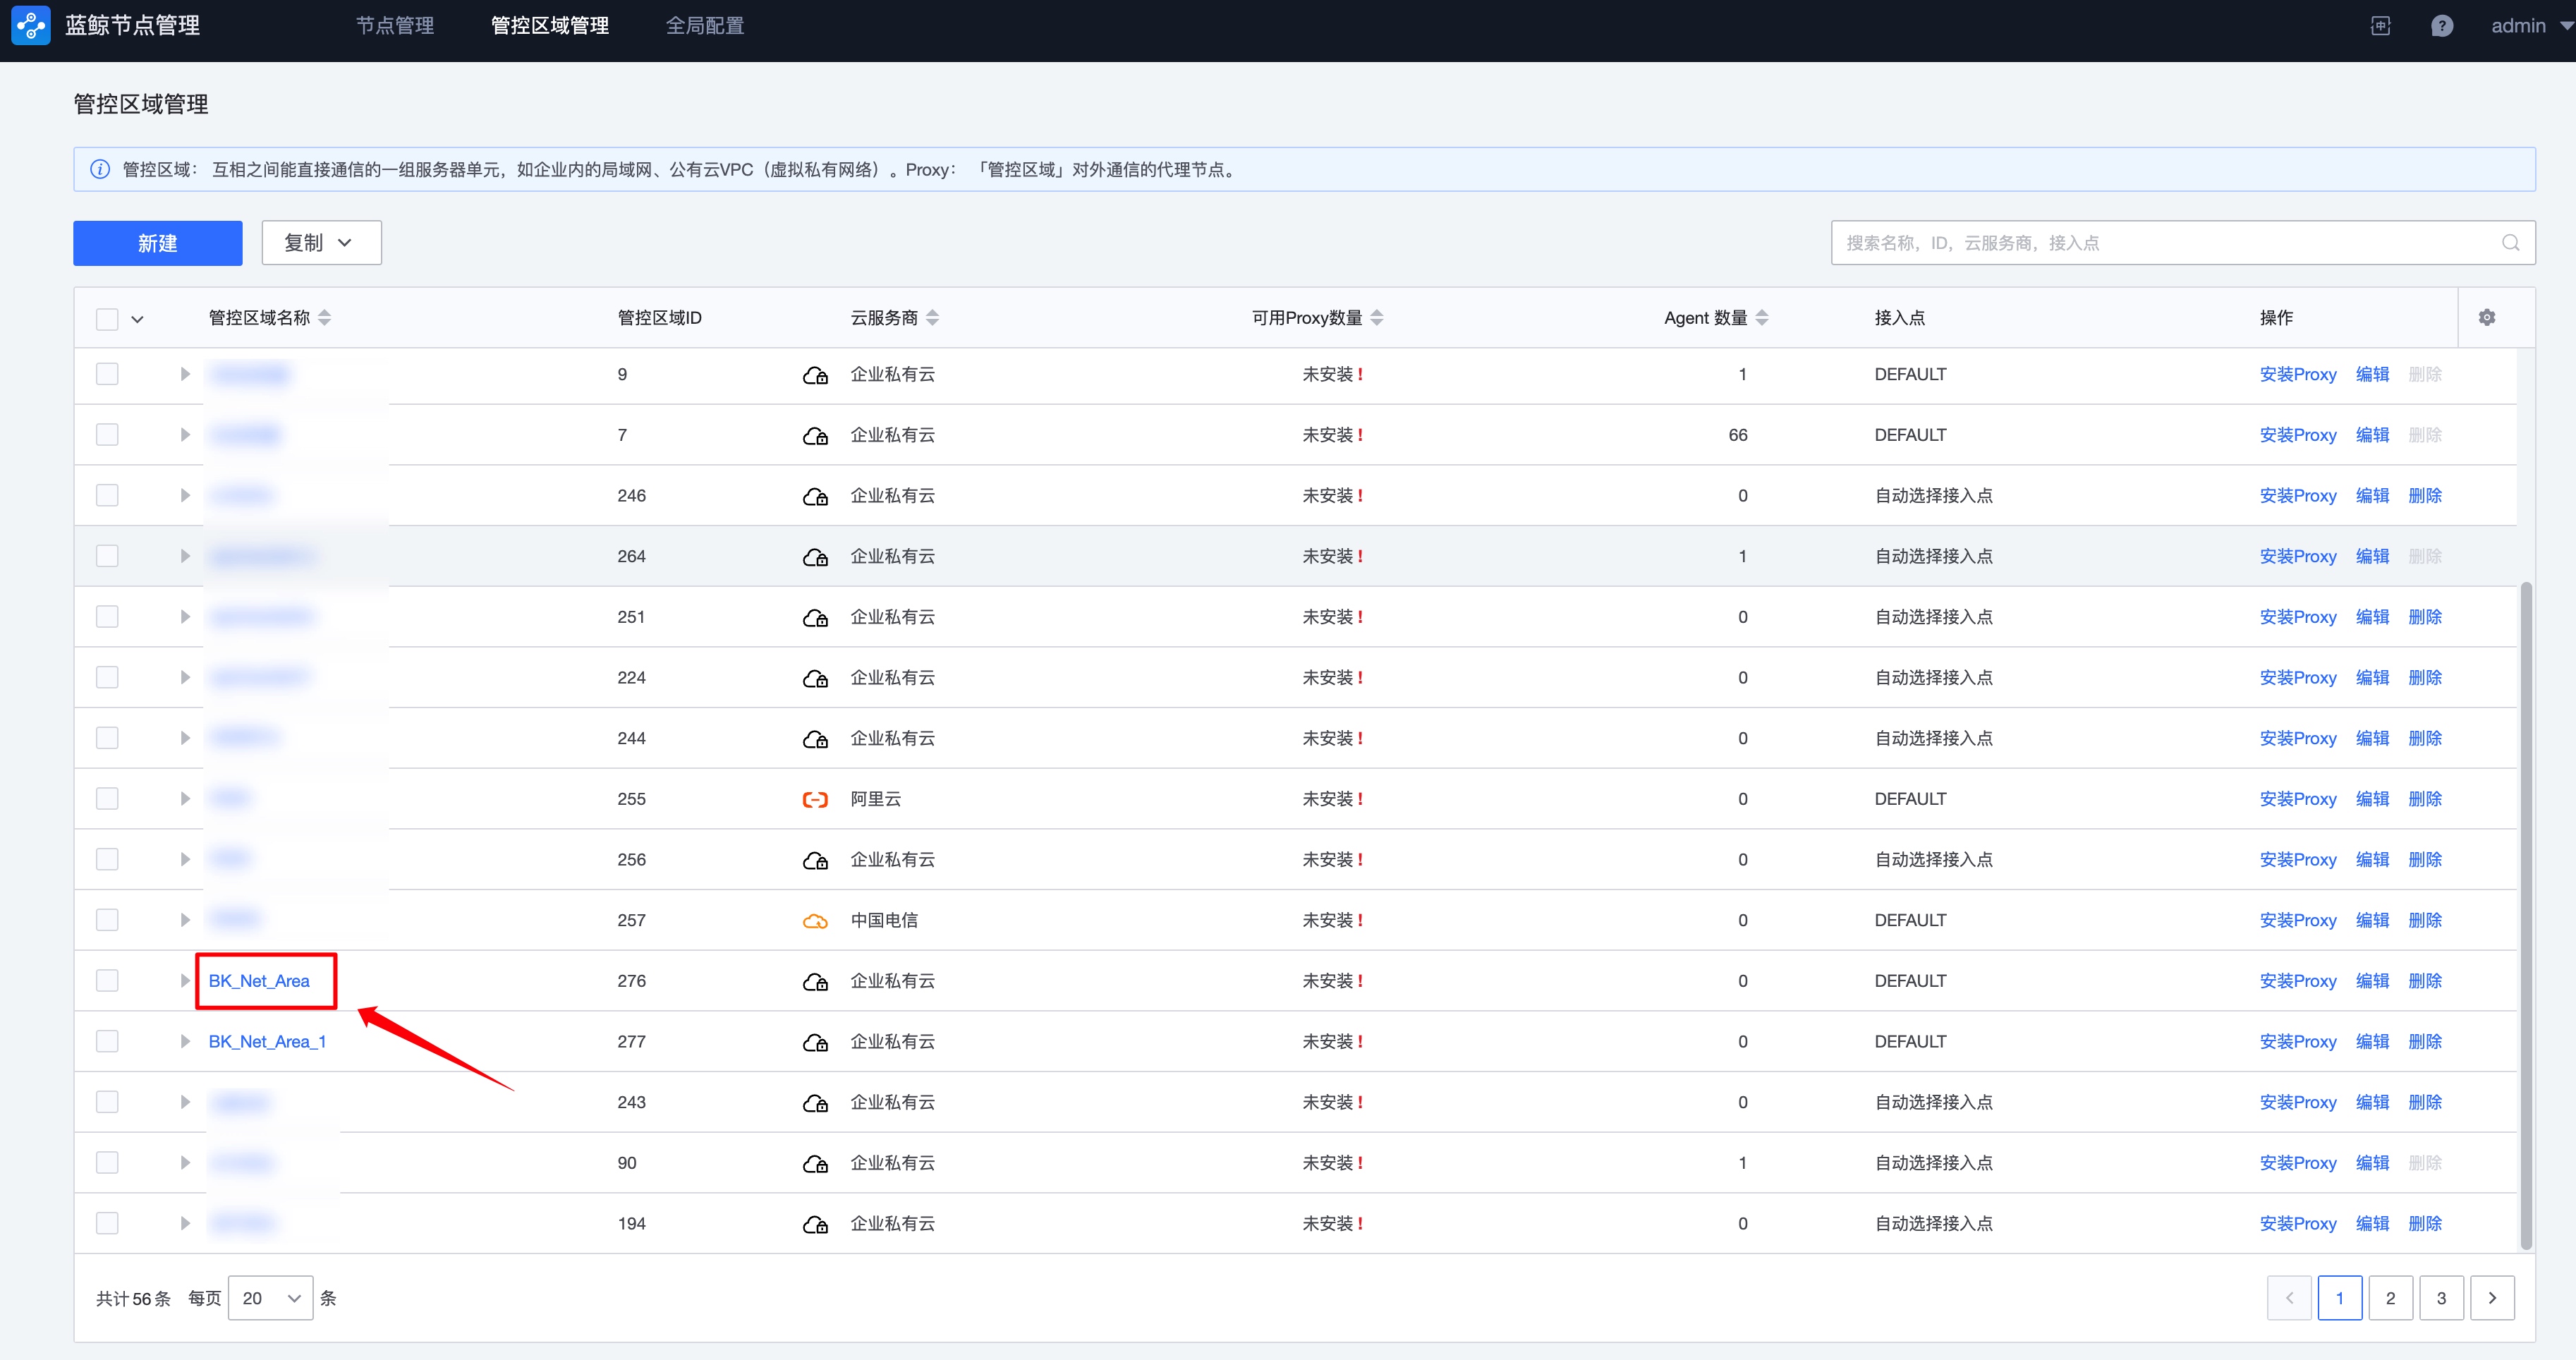 蓝鲸节点管理 节点管理 管控区域管理 全局配置 中 ? admin
管控区域管理
管控区域： 互相之间能直接通信的一组服务器单元，如企业内的局域网、公有云VPC（虚拟私有网络）。Proxy： 「管控区域」对外通信的代理节点。
新建 复制 搜索名称，ID，云服务商，接入点
管控区域名称 管控区域ID 云服务商 可用Proxy数量 Agent 数量 接入点 操作
9 企业私有云 未安装! 1 DEFAULT 安装Proxy 编辑 删除
7 企业私有云 未安装! 66 DEFAULT 安装Proxy 编辑 删除
246 企业私有云 未安装! 0 自动选择接入点 安装Proxy 编辑 删除
264 企业私有云 未安装! 1 自动选择接入点 安装Proxy 编辑 删除
251 企业私有云 未安装! 0 自动选择接入点 安装Proxy 编辑 删除
224 企业私有云 未安装! 0 自动选择接入点 安装Proxy 编辑 删除
244 企业私有云 未安装! 0 自动选择接入点 安装Proxy 编辑 删除
255 阿里云 未安装! 0 DEFAULT 安装Proxy 编辑 删除
256 企业私有云 未安装! 0 自动选择接入点 安装Proxy 编辑 删除
257 中国电信 未安装! 0 DEFAULT 安装Proxy 编辑 删除
BK_Net_Area 276 企业私有云 未安装! 0 DEFAULT 安装Proxy 编辑 删除
BK_Net_Area_1 277 企业私有云 未安装! 0 DEFAULT 安装Proxy 编辑 删除
243 企业私有云 未安装! 0 自动选择接入点 安装Proxy 编辑 删除
90 企业私有云 未安装! 1 自动选择接入点 安装Proxy 编辑 删除
194 企业私有云 未安装! 0 自动选择接入点 安装Proxy 编辑 删除
共计 56 条 每页 20 条 1 2 3